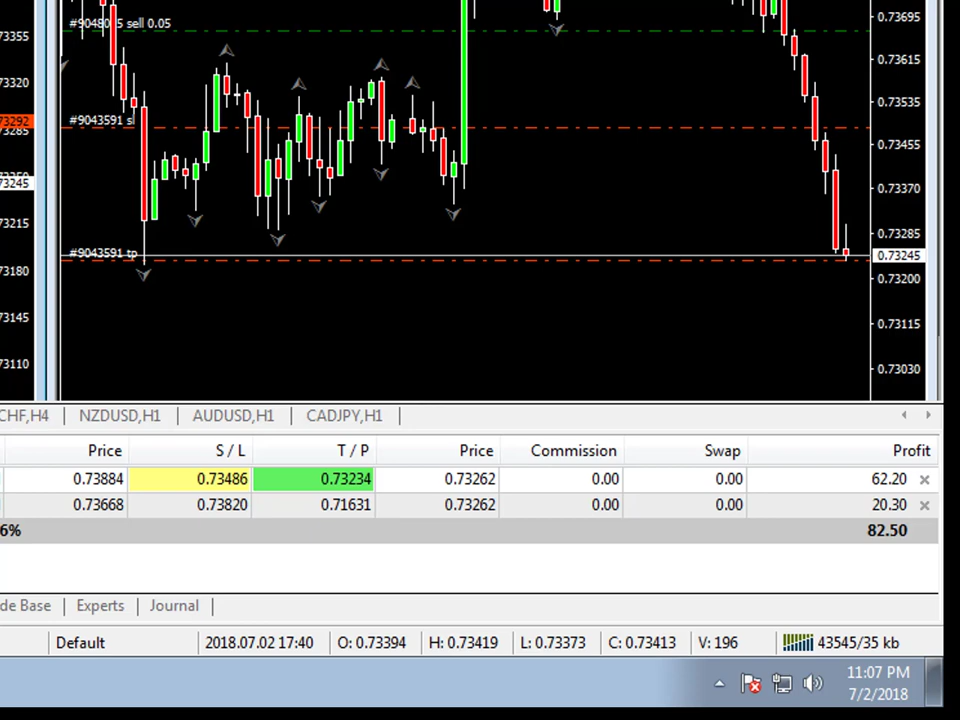 #9048005 sell 0.05
#9043591 sl
#9043591 tp
73355
73320
73292
73285
73245
73215
73180
73145
73110
0.73695
0.73615
0.73535
0.73455
0.73370
0.73285
0.73245
0.73200
0.73115
0.73030
CHF,H4 | NZDUSD,H1 | AUDUSD,H1 | CADJPY,H1 |
Price S / L T / P Price Commission Swap Profit
0.73884 0.73486 0.73234 0.73262 0.00 0.00 62.20
0.73668 0.73820 0.71631 0.73262 0.00 0.00 20.30
6% 82.50
de Base | Experts | Journal |
Default 2018.07.02 17:40 O: 0.73394 H: 0.73419 L: 0.73373 C: 0.73413 V: 196 43545/35 kb
11:07 PM
7/2/2018